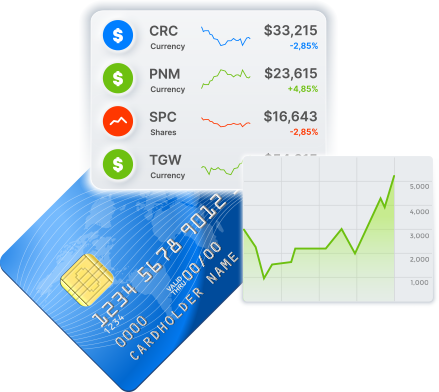 CRC $33,215
Currency -2,85%
PNM $23,615
Currency +4,85%
SPC $16,643
Shares -2,85%
TGW
Currency
5,000
4,000
3,000
2,000
1,000
1234 5678 9012
1234
VALID
THRU 00/00
0000
CARDHOLDER NAME